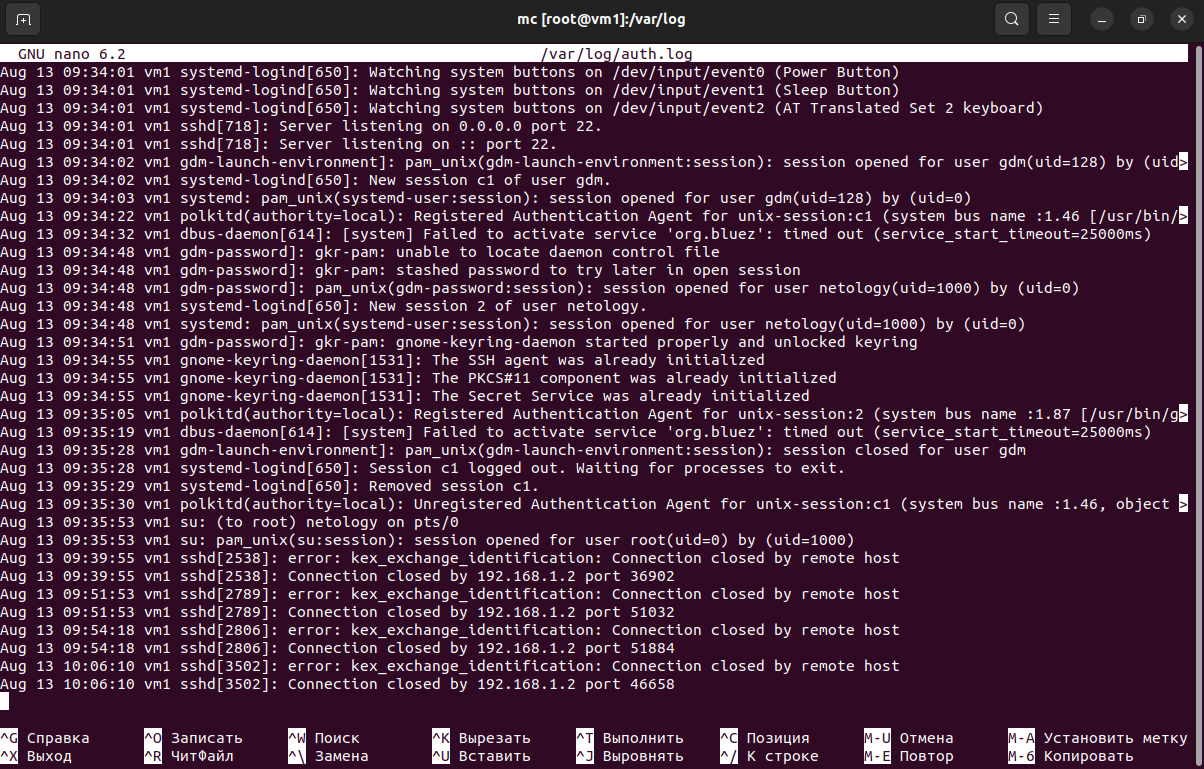 mc [root@vm1]:/var/log
GNU nano 6.2 /var/log/auth.log
Aug 13 09:34:01 vm1 systemd-logind[650]: Watching system buttons on /dev/input/event0 (Power Button)
Aug 13 09:34:01 vm1 systemd-logind[650]: Watching system buttons on /dev/input/event1 (Sleep Button)
Aug 13 09:34:01 vm1 systemd-logind[650]: Watching system buttons on /dev/input/event2 (AT Translated Set 2 keyboard)
Aug 13 09:34:01 vm1 sshd[718]: Server listening on 0.0.0.0 port 22.
Aug 13 09:34:01 vm1 sshd[718]: Server listening on :: port 22.
Aug 13 09:34:02 vm1 gdm-launch-environment]: pam_unix(gdm-launch-environment:session): session opened for user gdm(uid=128) by (uid>
Aug 13 09:34:02 vm1 systemd-logind[650]: New session c1 of user gdm.
Aug 13 09:34:03 vm1 systemd: pam_unix(systemd-user:session): session opened for user gdm(uid=128) by (uid=0)
Aug 13 09:34:22 vm1 polkitd(authority=local): Registered Authentication Agent for unix-session:c1 (system bus name :1.46 [/usr/bin/>
Aug 13 09:34:32 vm1 dbus-daemon[614]: [system] Failed to activate service 'org.bluez': timed out (service_start_timeout=25000ms)
Aug 13 09:34:48 vm1 gdm-password]: gkr-pam: unable to locate daemon control file
Aug 13 09:34:48 vm1 gdm-password]: gkr-pam: stashed password to try later in open session
Aug 13 09:34:48 vm1 gdm-password]: pam_unix(gdm-password:session): session opened for user netology(uid=1000) by (uid=0)
Aug 13 09:34:48 vm1 systemd-logind[650]: New session 2 of user netology.
Aug 13 09:34:48 vm1 systemd: pam_unix(systemd-user:session): session opened for user netology(uid=1000) by (uid=0)
Aug 13 09:34:51 vm1 gdm-password]: gkr-pam: gnome-keyring-daemon started properly and unlocked keyring
Aug 13 09:34:55 vm1 gnome-keyring-daemon[1531]: The SSH agent was already initialized
Aug 13 09:34:55 vm1 gnome-keyring-daemon[1531]: The PKCS#11 component was already initialized
Aug 13 09:34:55 vm1 gnome-keyring-daemon[1531]: The Secret Service was already initialized
Aug 13 09:35:05 vm1 polkitd(authority=local): Registered Authentication Agent for unix-session:2 (system bus name :1.87 [/usr/bin/g>
Aug 13 09:35:19 vm1 dbus-daemon[614]: [system] Failed to activate service 'org.bluez': timed out (service_start_timeout=25000ms)
Aug 13 09:35:28 vm1 gdm-launch-environment]: pam_unix(gdm-launch-environment:session): session closed for user gdm
Aug 13 09:35:28 vm1 systemd-logind[650]: Session c1 logged out. Waiting for processes to exit.
Aug 13 09:35:29 vm1 systemd-logind[650]: Removed session c1.
Aug 13 09:35:30 vm1 polkitd(authority=local): Unregistered Authentication Agent for unix-session:c1 (system bus name :1.46, object >
Aug 13 09:35:53 vm1 su: (to root) netology on pts/0
Aug 13 09:35:53 vm1 su: pam_unix(su:session): session opened for user root(uid=0) by (uid=1000)
Aug 13 09:39:55 vm1 sshd[2538]: error: kex_exchange_identification: Connection closed by remote host
Aug 13 09:39:55 vm1 sshd[2538]: Connection closed by 192.168.1.2 port 36902
Aug 13 09:51:53 vm1 sshd[2789]: error: kex_exchange_identification: Connection closed by remote host
Aug 13 09:51:53 vm1 sshd[2789]: Connection closed by 192.168.1.2 port 51032
Aug 13 09:54:18 vm1 sshd[2806]: error: kex_exchange_identification: Connection closed by remote host
Aug 13 09:54:18 vm1 sshd[2806]: Connection closed by 192.168.1.2 port 51884
Aug 13 10:06:10 vm1 sshd[3502]: error: kex_exchange_identification: Connection closed by remote host
Aug 13 10:06:10 vm1 sshd[3502]: Connection closed by 192.168.1.2 port 46658
^G Справка ^O Записать ^W Поиск ^K Вырезать ^T Выполнить ^C Позиция M-U Отмена M-A Установить метку
^X Выход ^R ЧитФайл ^\ Замена ^U Вставить ^J Выровнять ^/ К строке M-E Повтор M-6 Копировать